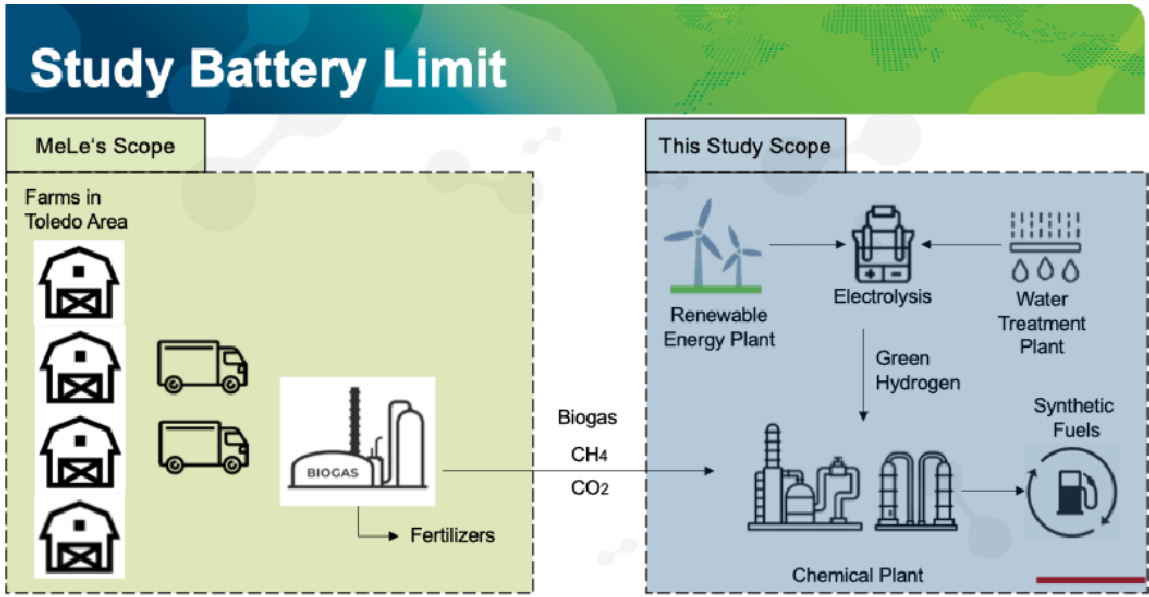 Study Battery Limit
MeLe's Scope
This Study Scope
Farms in
Toledo Area
BIOGAS
Fertilizers
Biogas
CH4
CO2
Renewable
Energy Plant
Electrolysis
Water
Treatment
Plant
Green
Hydrogen
Synthetic
Fuels
Chemical Plant